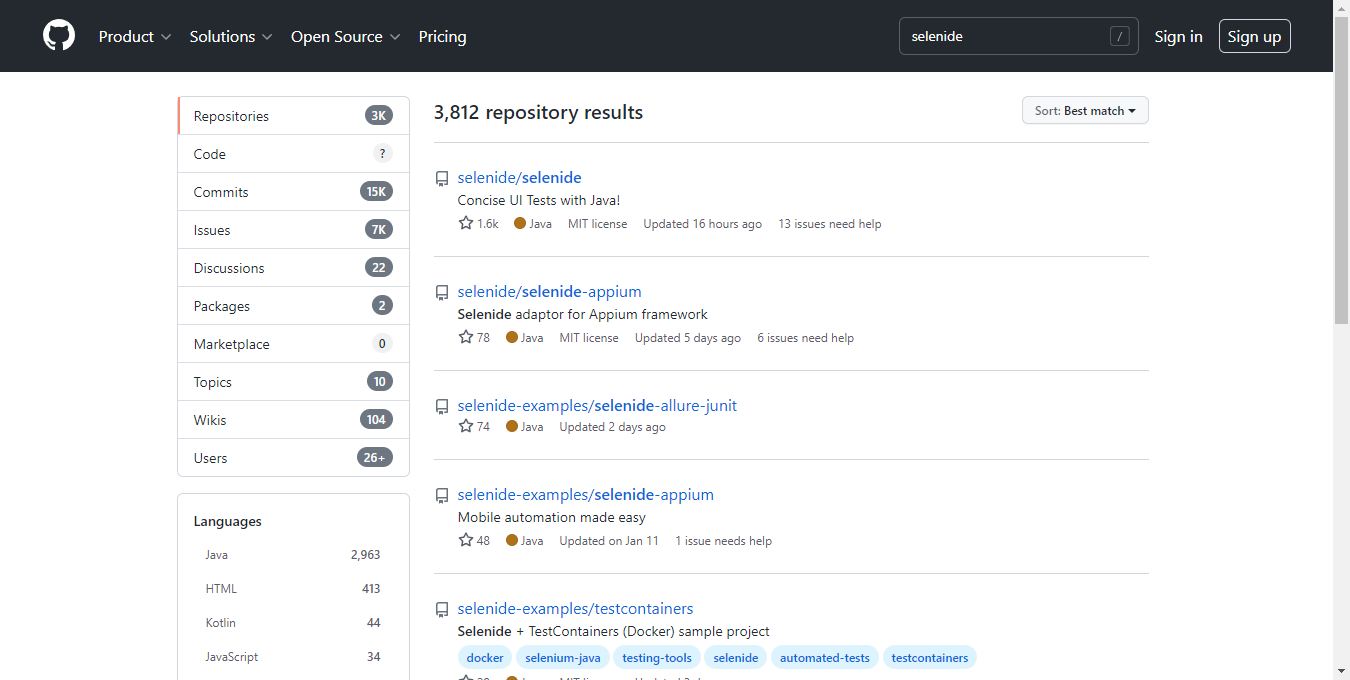 Product Solutions Open Source Pricing selenide / Sign in Sign up
Repositories 3K
Code ?
Commits 15K
Issues 7K
Discussions 22
Packages 2
Marketplace 0
Topics 10
Wikis 104
Users 26+
Languages
Java 2,963
HTML 413
Kotlin 44
JavaScript 34
3,812 repository results
Sort: Best match
selenide/selenide
Concise UI Tests with Java!
1.6k Java MIT license Updated 16 hours ago 13 issues need help
selenide/selenide-appium
Selenide adaptor for Appium framework
78 Java MIT license Updated 5 days ago 6 issues need help
selenide-examples/selenide-allure-junit
74 Java Updated 2 days ago
selenide-examples/selenide-appium
Mobile automation made easy
48 Java Updated on Jan 11 1 issue needs help
selenide-examples/testcontainers
Selenide + TestContainers (Docker) sample project
docker selenium-java testing-tools selenide automated-tests testcontainers